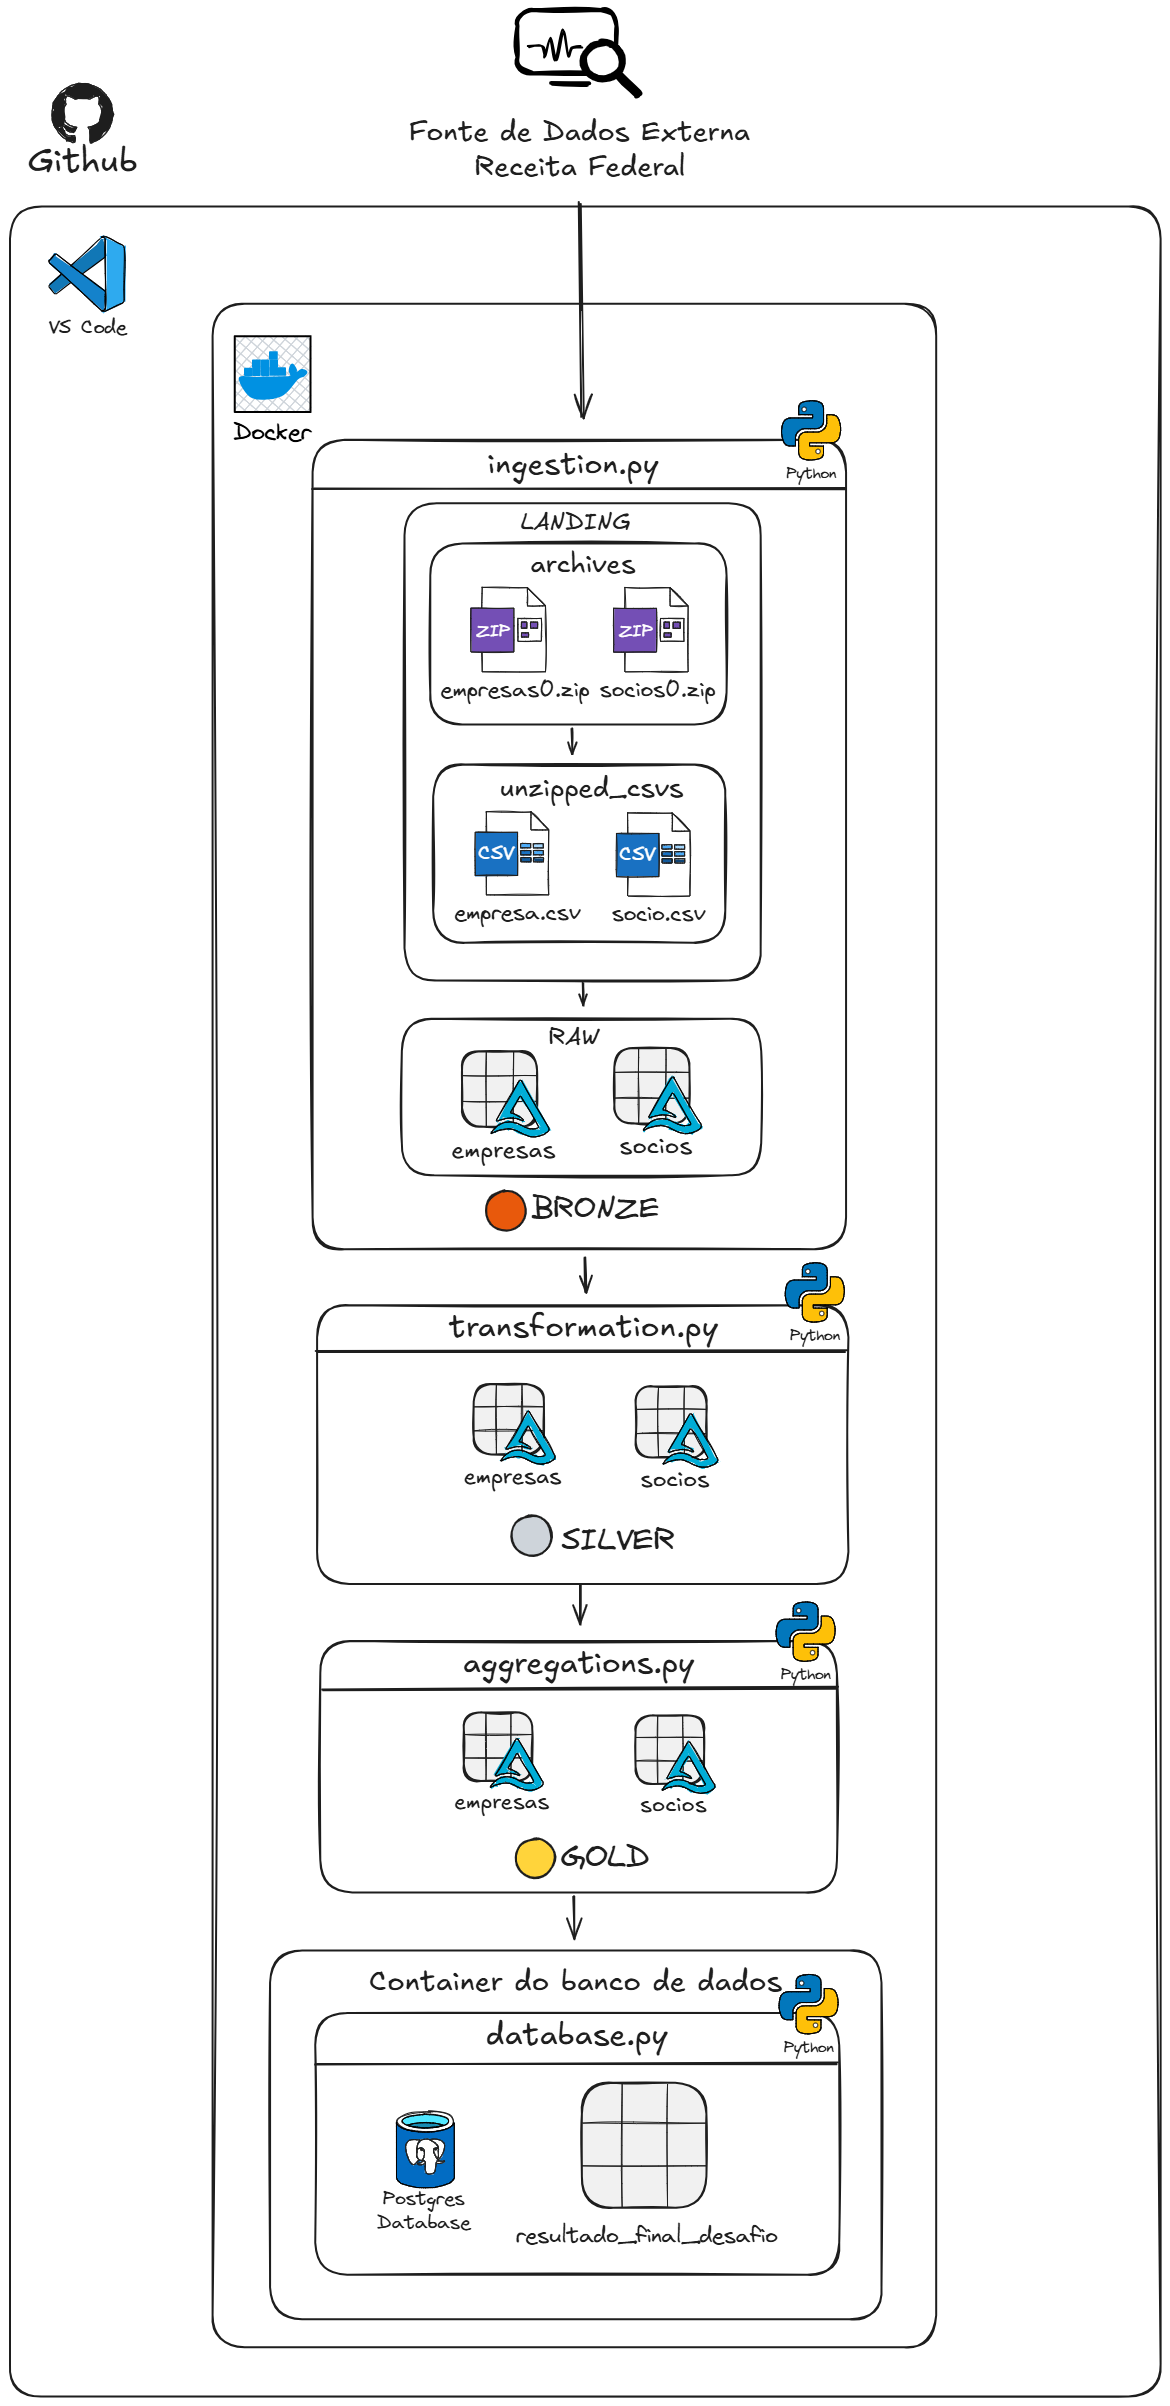 Github
Fonte de Dados Externa
Receita Federal
VS Code
Docker
Python
ingestion.py
LANDING
archives
ZIP
ZIP
empresas0.zip
socios0.zip
unzipped_csvs
CSV
CSV
empresa.csv
socio.csv
RAW
empresas
socios
BRONZE
Python
transformation.py
empresas
socios
SILVER
Python
aggregations.py
empresas
socios
GOLD
Container do banco de dados
Python
database.py
Postgres
Database
resultado_final_desafio